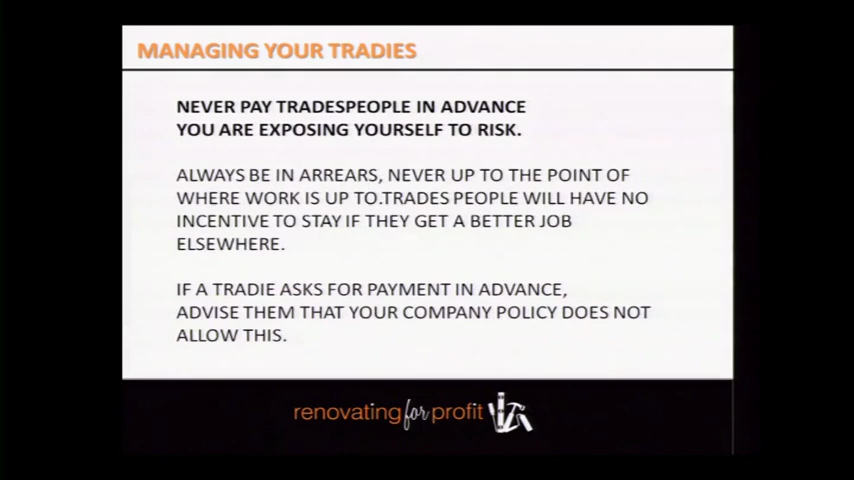 MANAGING YOUR TRADIES
NEVER PAY TRADESPEOPLE IN ADVANCE
YOU ARE EXPOSING YOURSELF TO RISK.
ALWAYS BE IN ARREARS, NEVER UP TO THE POINT OF
WHERE WORK IS UP TO.TRADES PEOPLE WILL HAVE NO
INCENTIVE TO STAY IF THEY GET A BETTER JOB
ELSEWHERE.
IF A TRADIE ASKS FOR PAYMENT IN ADVANCE,
ADVISE THEM THAT YOUR COMPANY POLICY DOES NOT
ALLOW THIS.
renovating for profit